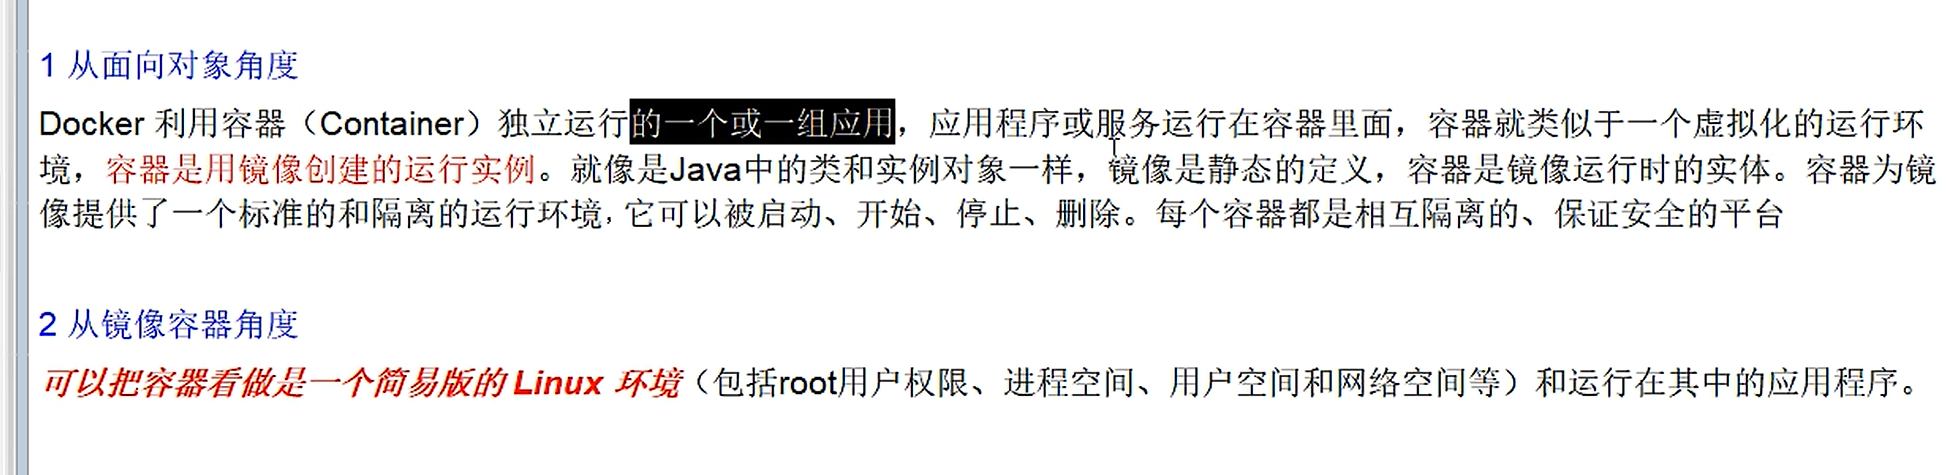 1 从面向对象角度
Docker 利用容器（Container）独立运行的一个或一组应用，应用程序或服务运行在容器里面，容器就类似于一个虚拟化的运行环
境，容器是用镜像创建的运行实例。就像是Java中的类和实例对象一样，镜像是静态的定义，容器是镜像运行时的实体。容器为镜
像提供了一个标准的和隔离的运行环境,它可以被启动、开始、停止、删除。每个容器都是相互隔离的、保证安全的平台
2 从镜像容器角度
可以把容器看做是一个简易版的 Linux 环境（包括root用户权限、进程空间、用户空间和网络空间等）和运行在其中的应用程序。